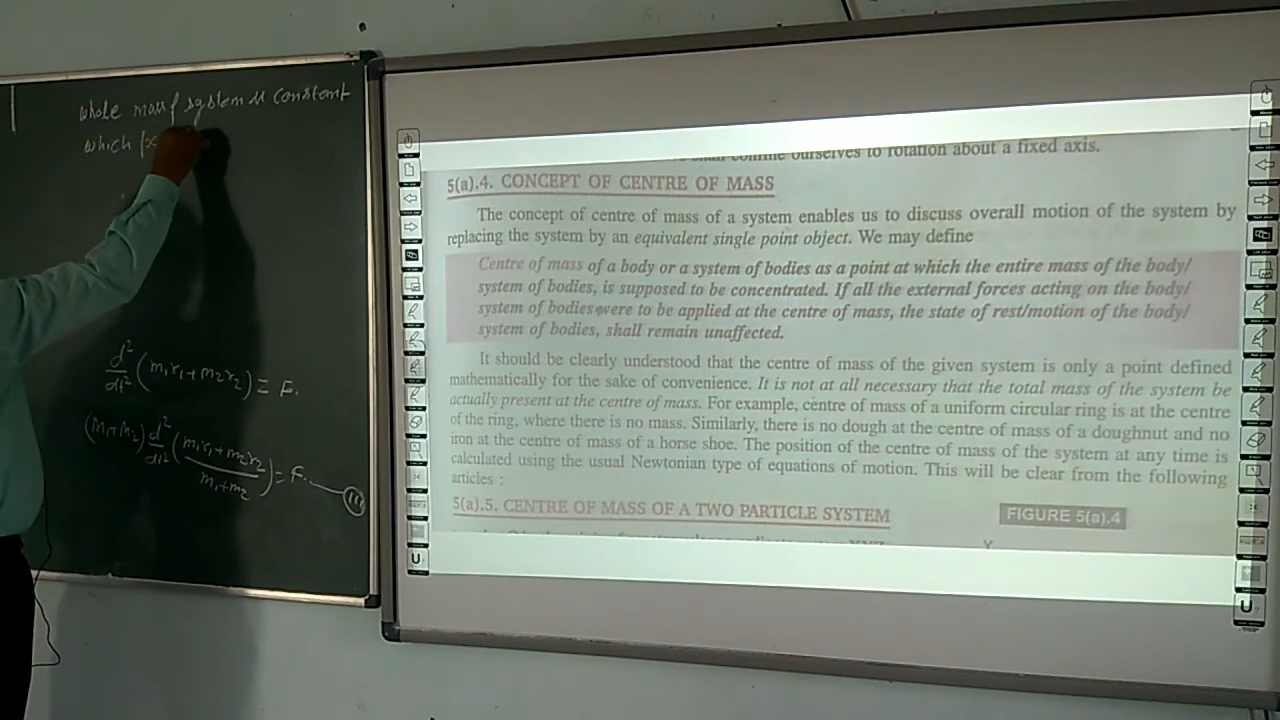 whole mass of system is constant
which
d²/dt² (m₁r₁+m₂r₂) = F.
(m₁+m₂) d²/dt² (m₁r₁+m₂r₂/m₁+m₂) = F. — (III)
ourselves to rotation about a fixed axis.
5(a).4. CONCEPT OF CENTRE OF MASS
The concept of centre of mass of a system enables us to discuss overall motion of the system by
replacing the system by an equivalent single point object. We may define
Centre of mass of a body or a system of bodies as a point at which the entire mass of the body/
system of bodies, is supposed to be concentrated. If all the external forces acting on the body/
system of bodies were to be applied at the centre of mass, the state of rest/motion of the body/
system of bodies, shall remain unaffected.
It should be clearly understood that the centre of mass of the given system is only a point defined
mathematically for the sake of convenience. It is not at all necessary that the total mass of the system be
actually present at the centre of mass. For example, centre of mass of a uniform circular ring is at the centre
of the ring, where there is no mass. Similarly, there is no dough at the centre of mass of a doughnut and no
iron at the centre of mass of a horse shoe. The position of the centre of mass of the system at any time is
calculated using the usual Newtonian type of equations of motion. This will be clear from the following
articles :
5(a).5. CENTRE OF MASS OF A TWO PARTICLE SYSTEM
FIGURE 5(a).4
Y